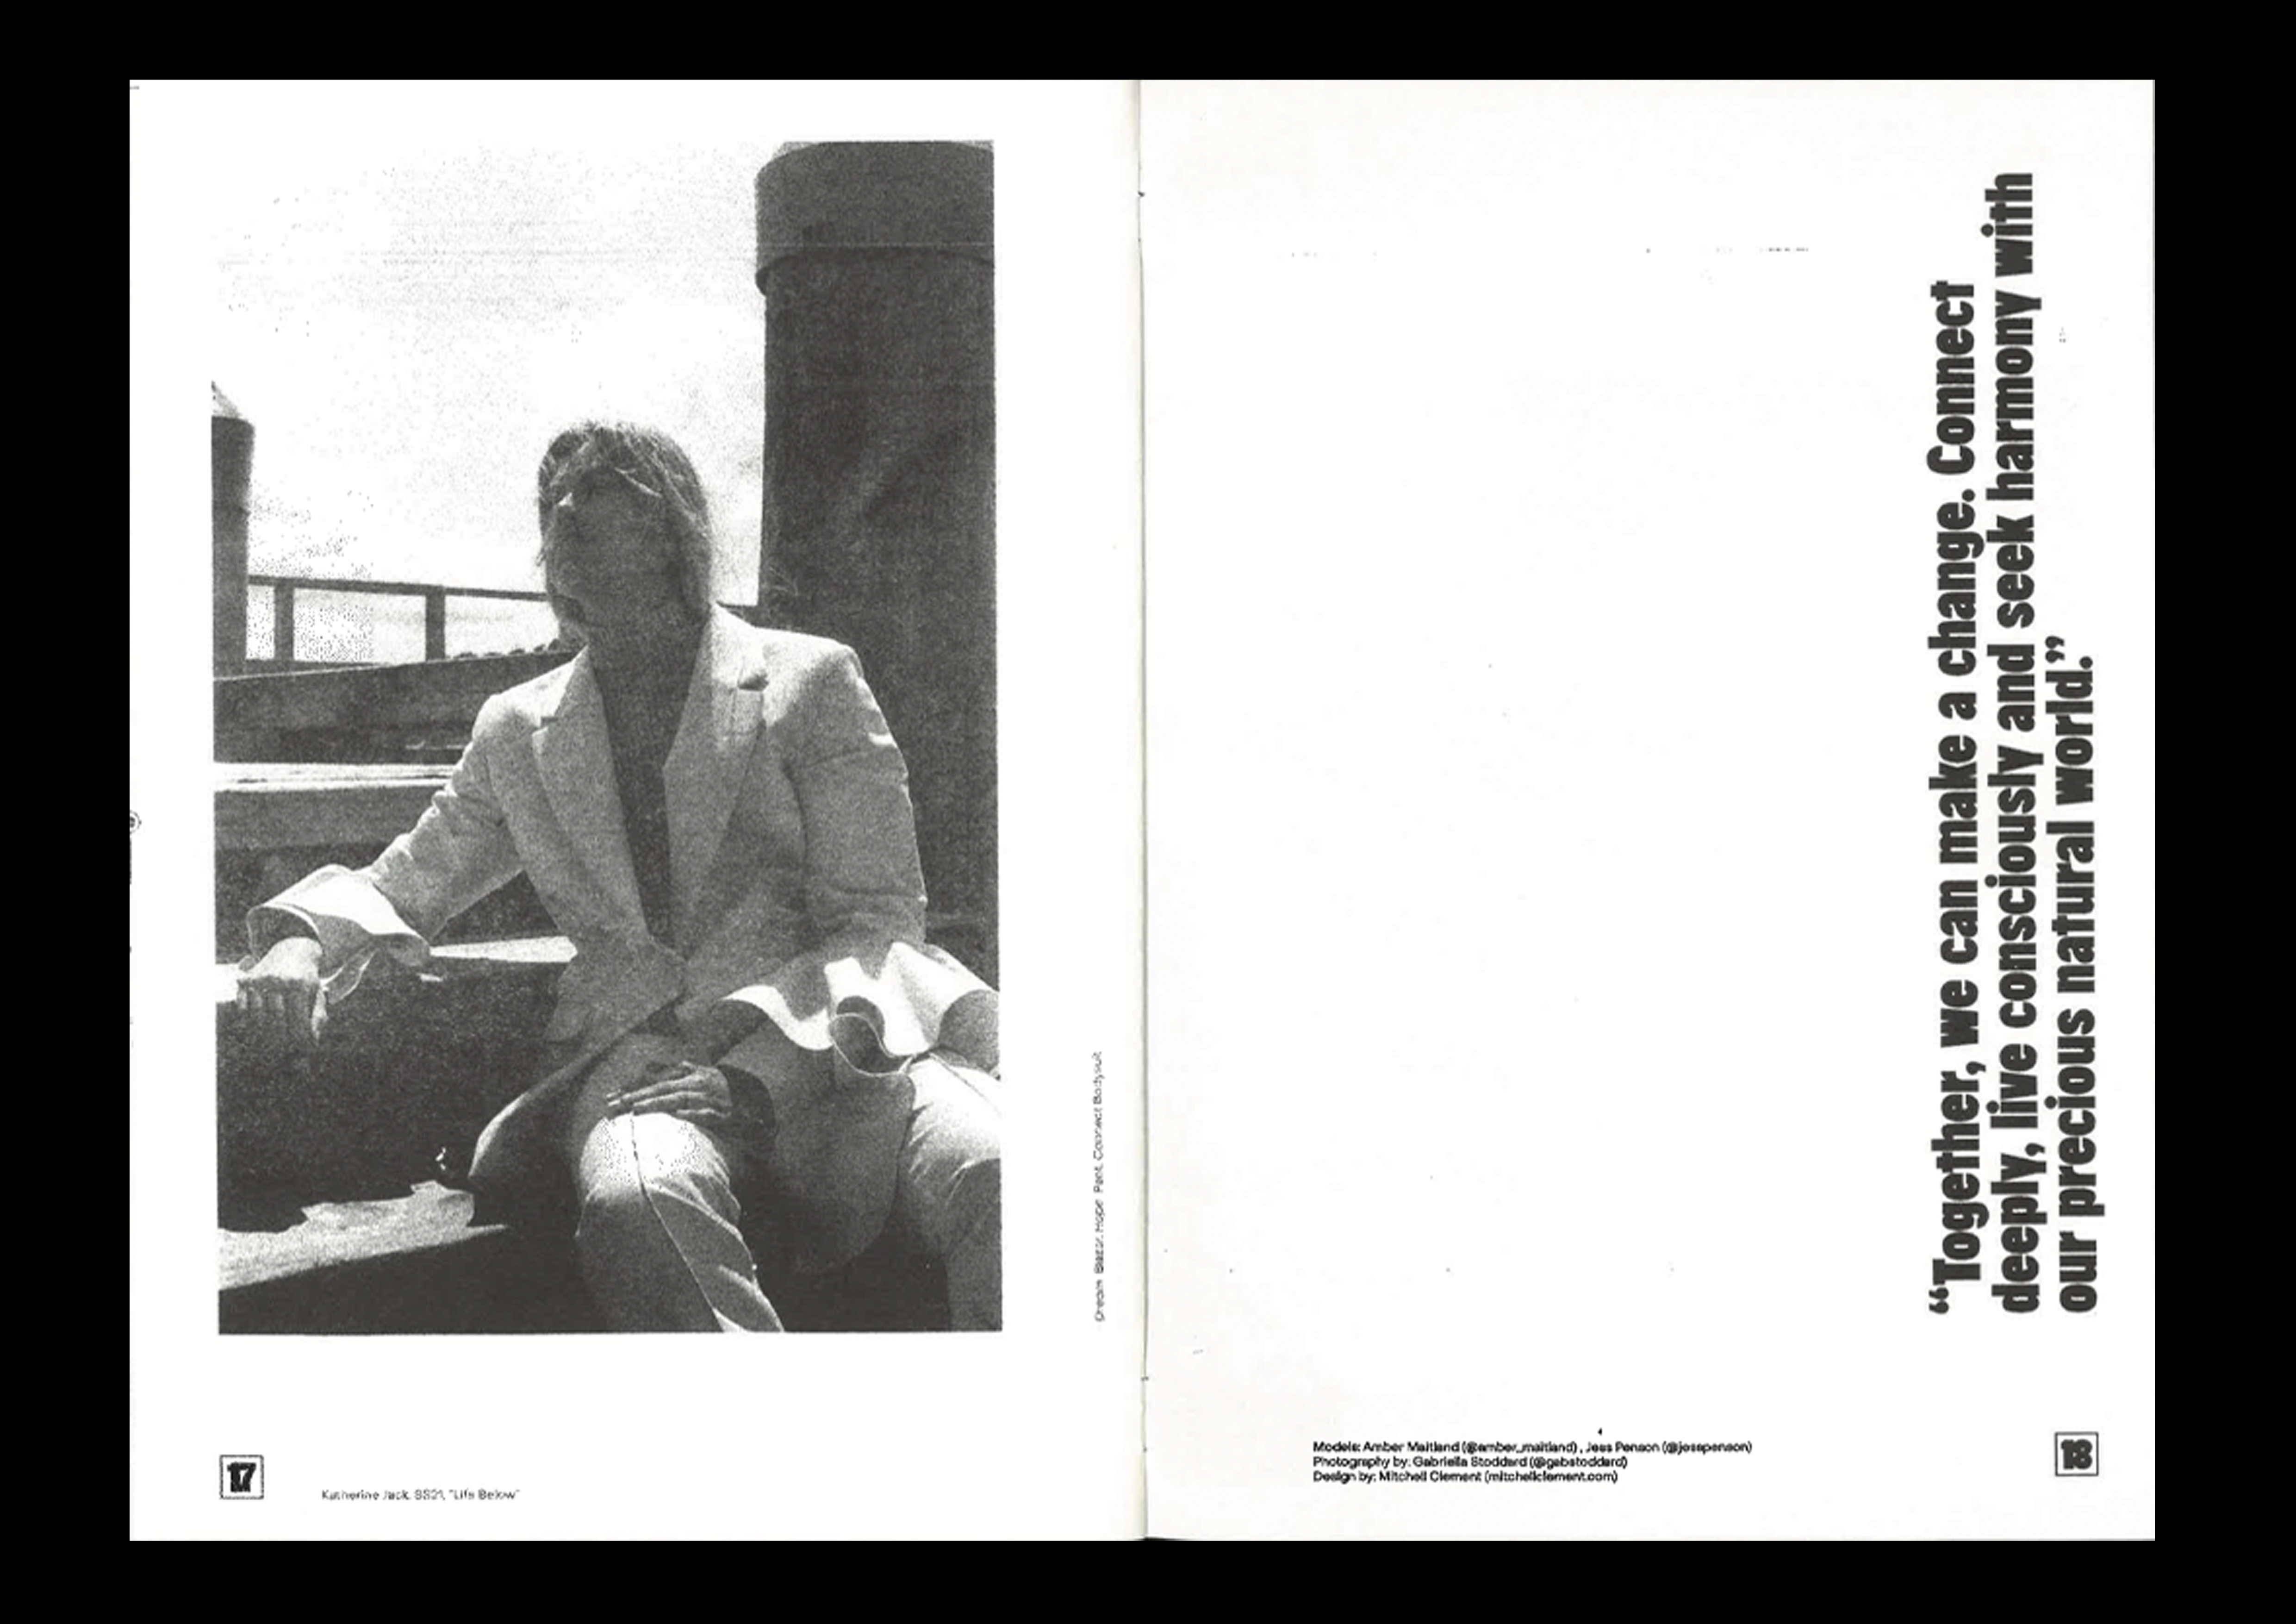 Dream Blazer, Hope Pant, Connect Bodysuit
17
Katherine Jack, SS21, "Life Below"
“Together, we can make a change. Connect
deeply, live consciously and seek harmony with
our precious natural world.”
Models: Amber Maitland (@amber_maitland) , Jess Penson (@jesspenson)
Photography by: Gabriella Stoddard (@gabstoddard)
Design by: Mitchell Clement (mitchellclement.com)
18